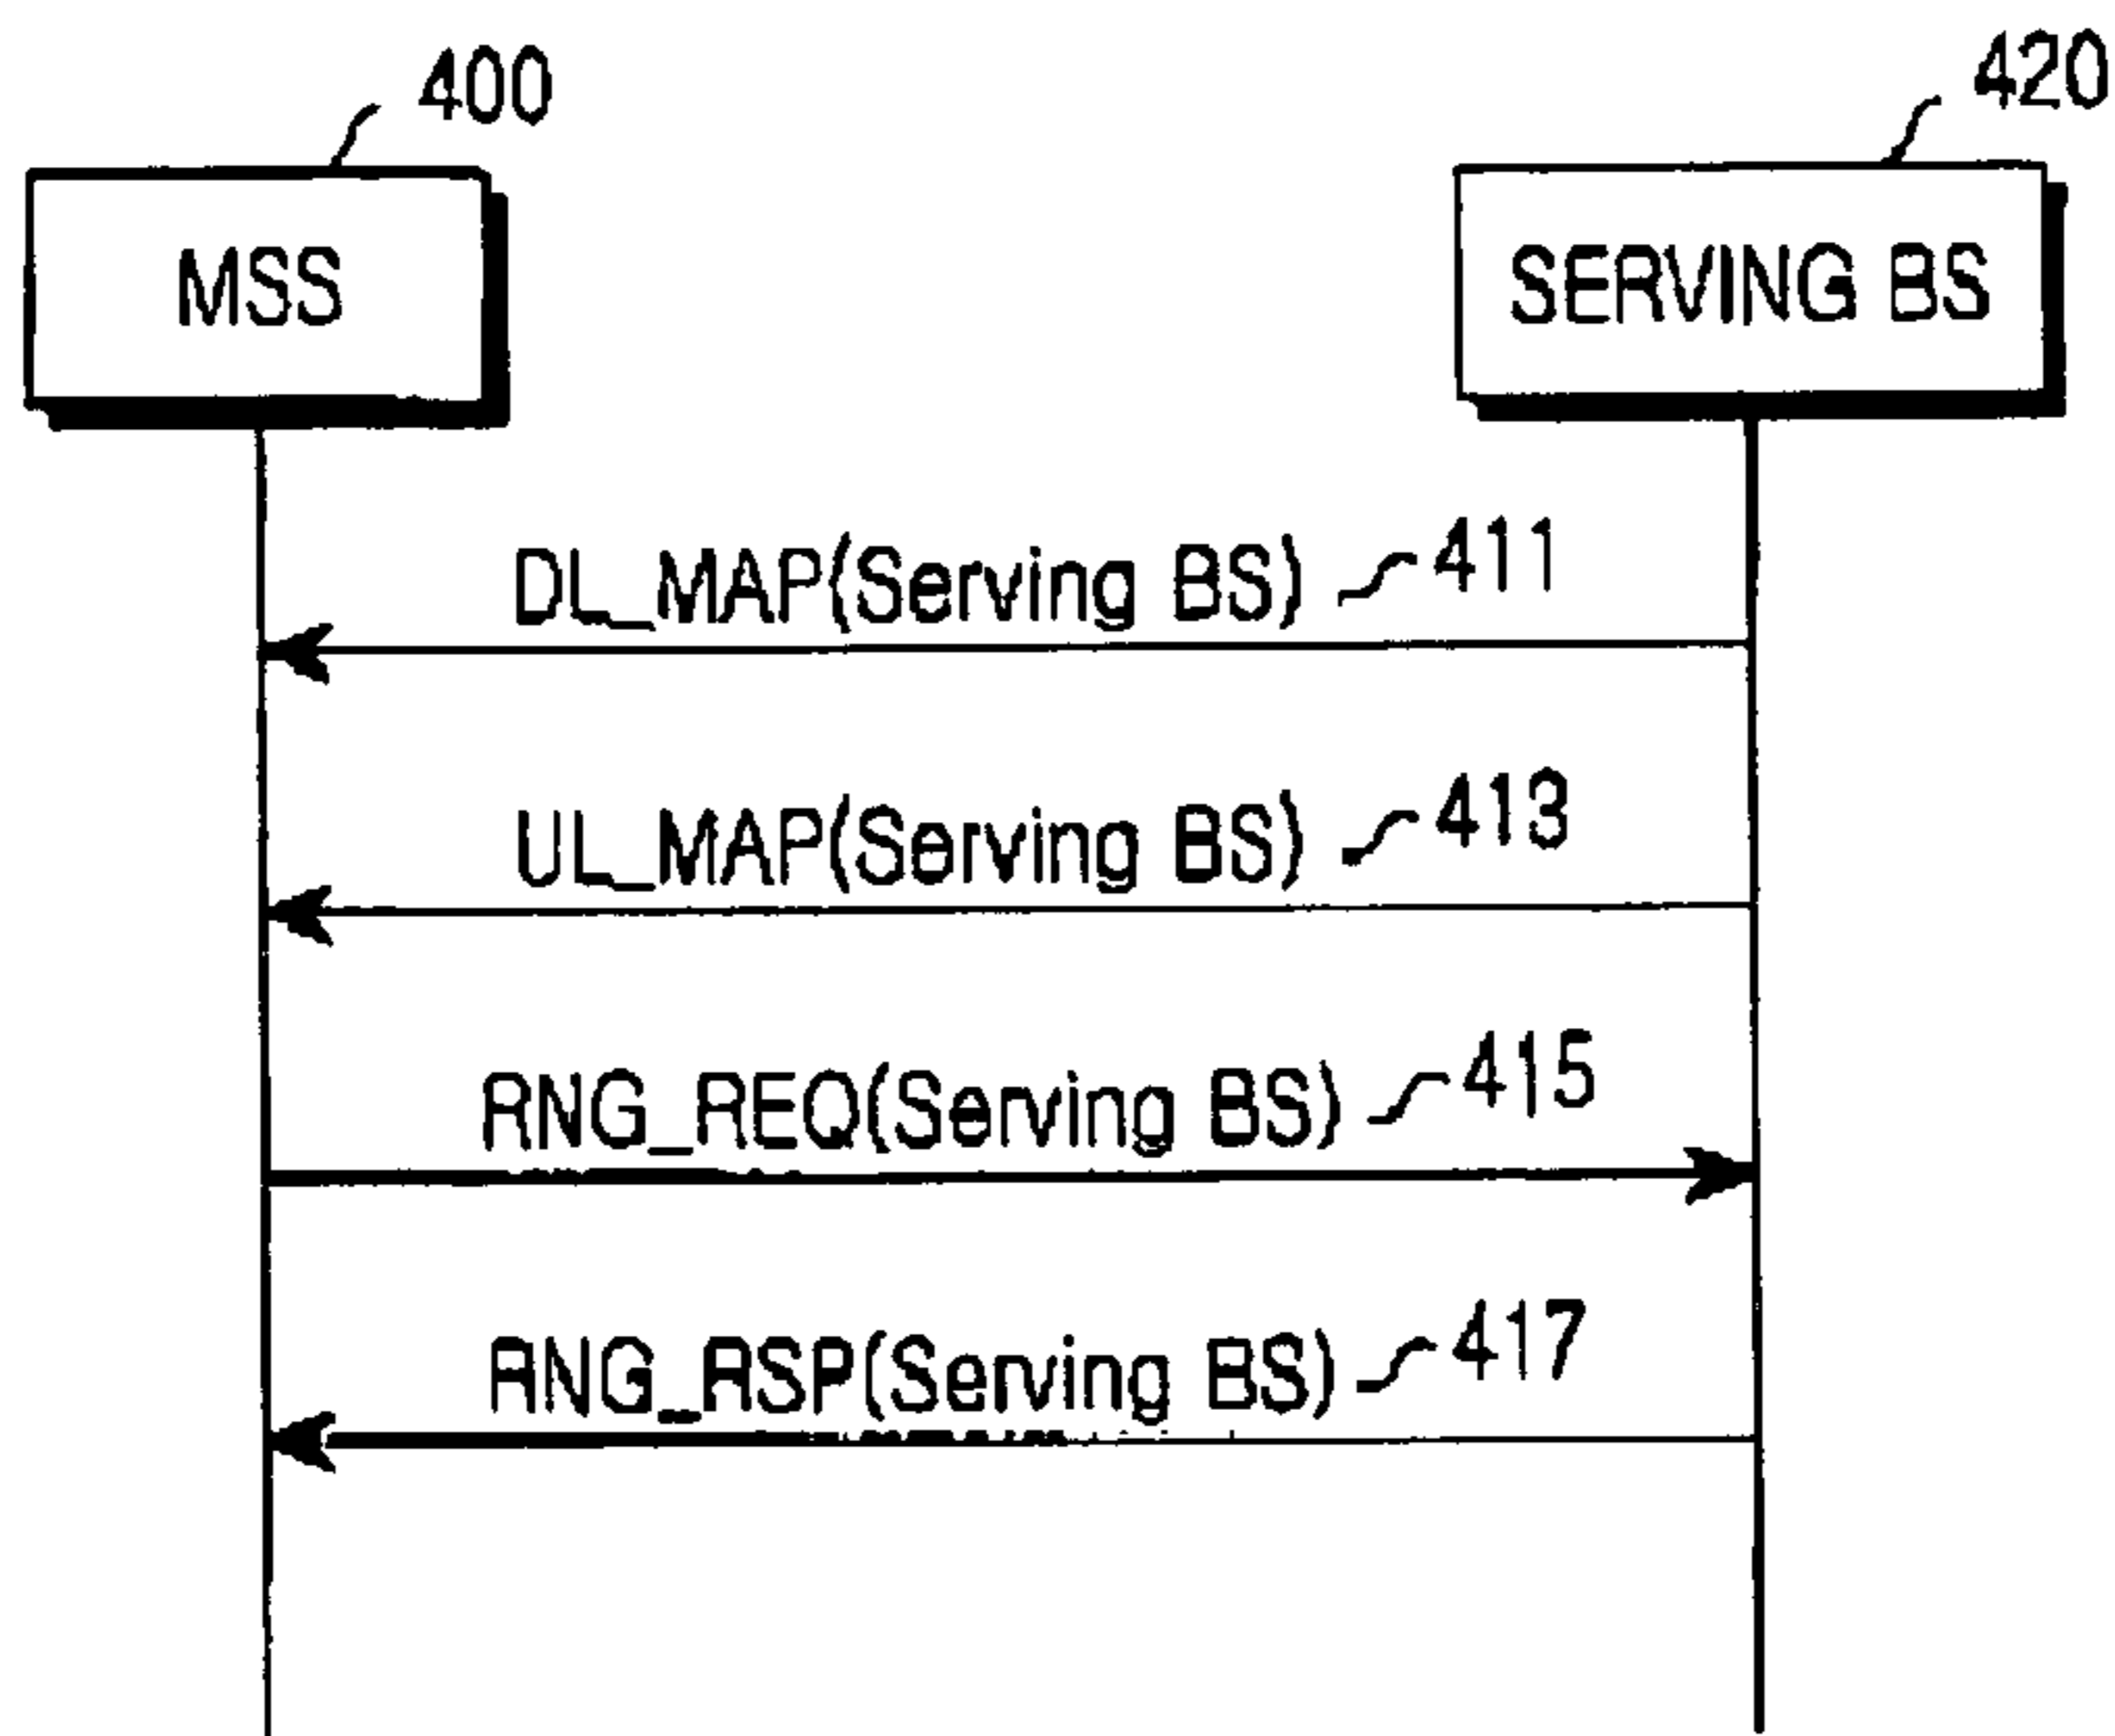 400
420
MSS
SERVING BS
DL_MAP(Serving BS) 411
UL_MAP(Serving BS) 413
RNG_REQ(Serving BS) 415
RNG_RSP(Serving BS) 417